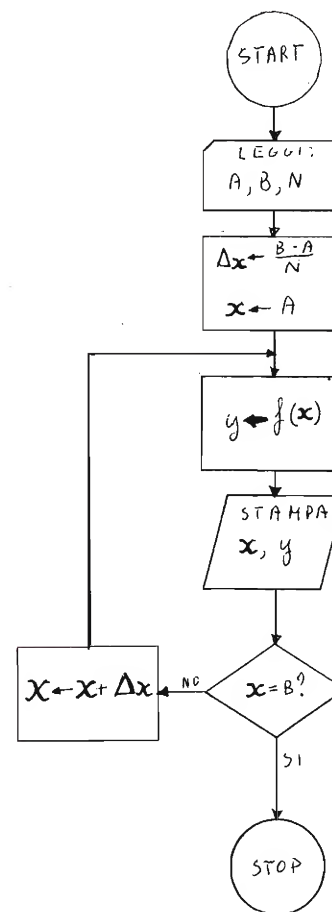 START
LEGGI:
A, B, N
Δx ← B-A
N
x ← A
y ← f(x)
STAMPA
x, y
x = B?
NO
x ← x + Δx
SI
STOP